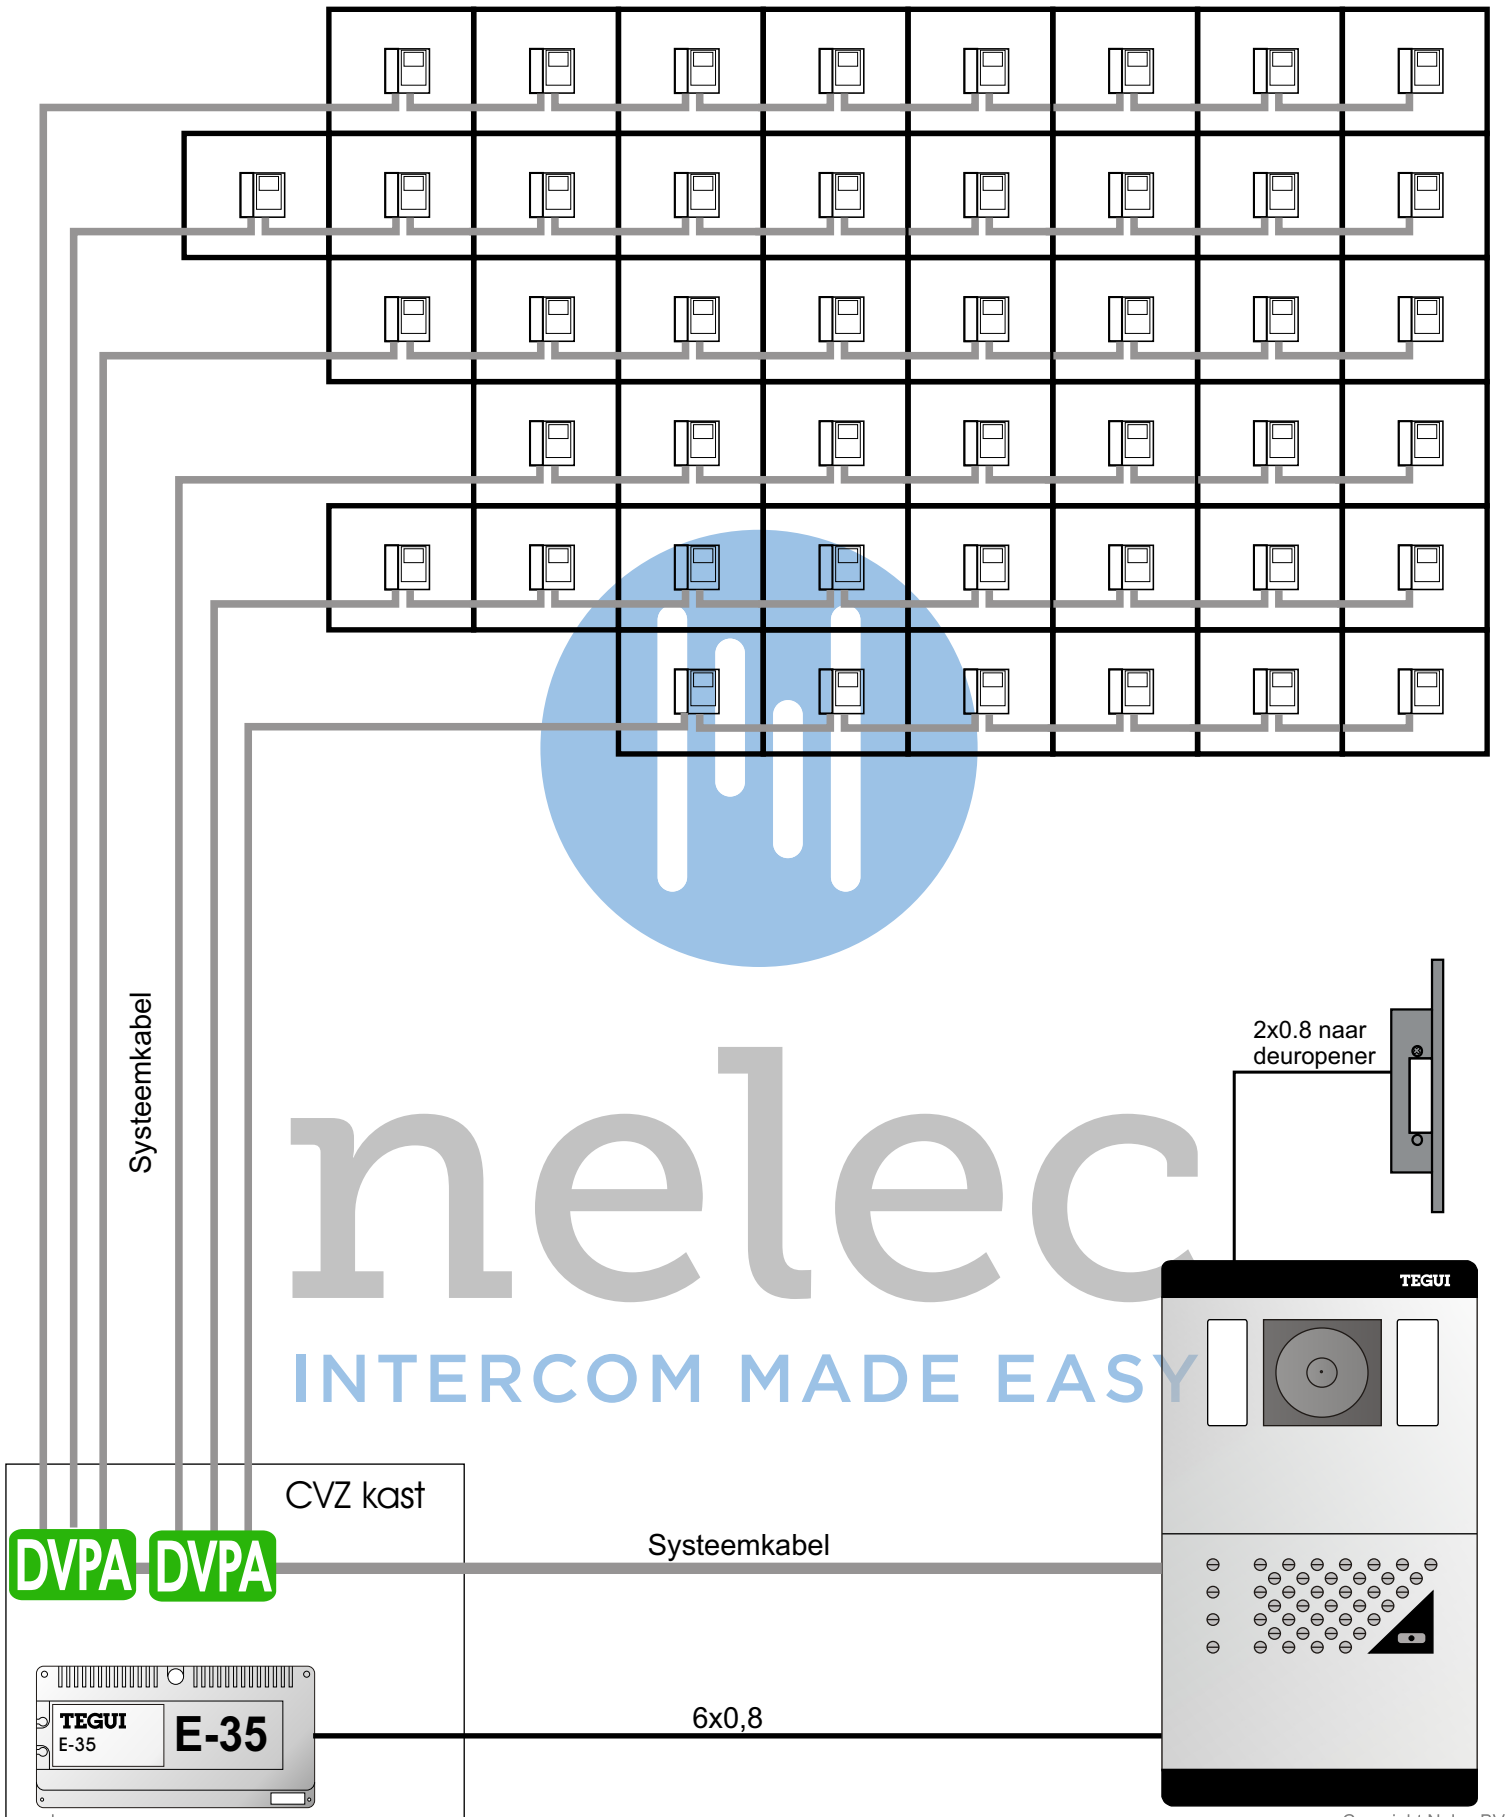 Systeemkabel
2x0.8 naar
deuropener
nelec
INTERCOM MADE EASY
TEGUI
CVZ kast
DVPA DVPA
Systeemkabel
TEGUI
E-35
E-35
6x0,8